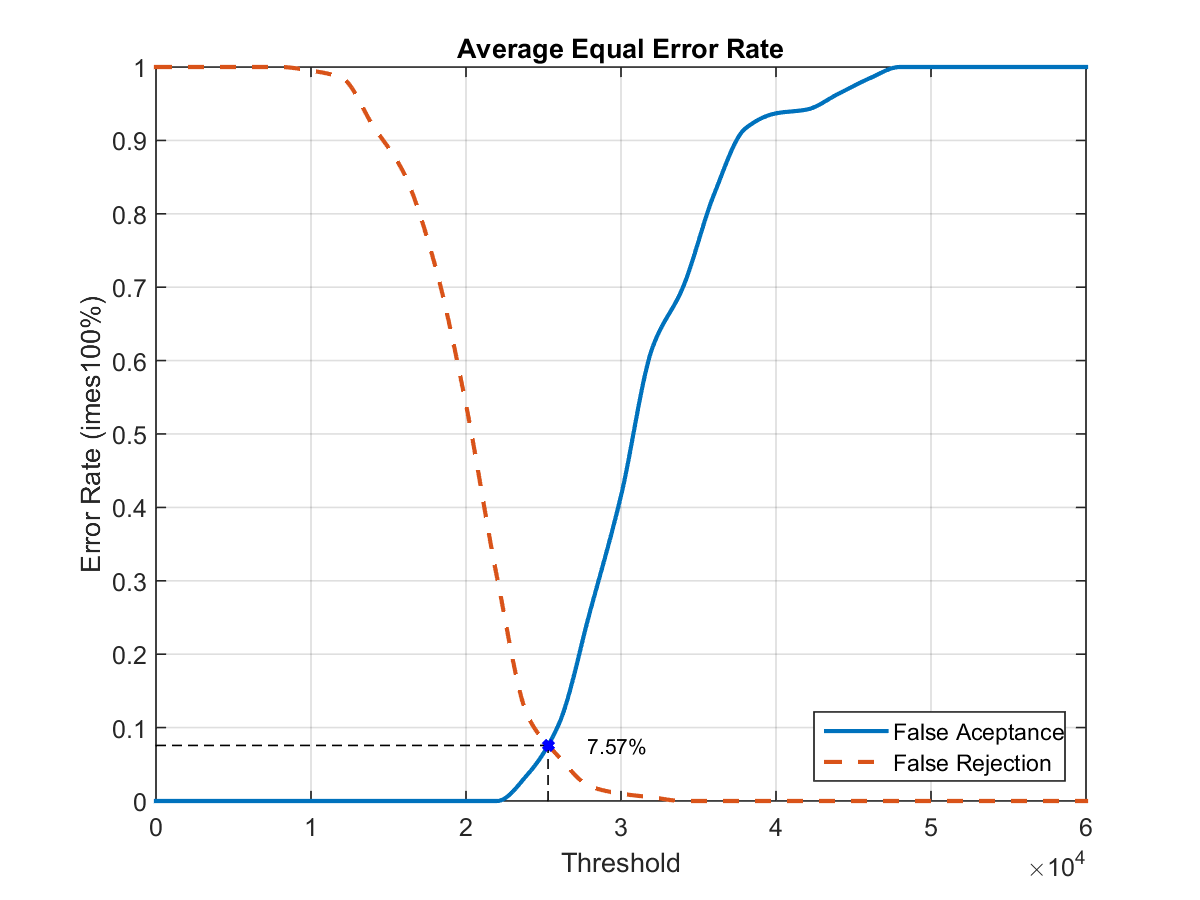 Average Equal Error Rate
Error Rate (imes100%)
1
0.9
0.8
0.7
0.6
0.5
0.4
0.3
0.2
0.1
0
7.57%
False Aceptance
False Rejection
0 1 2 3 4 5 6
Threshold
×10⁴